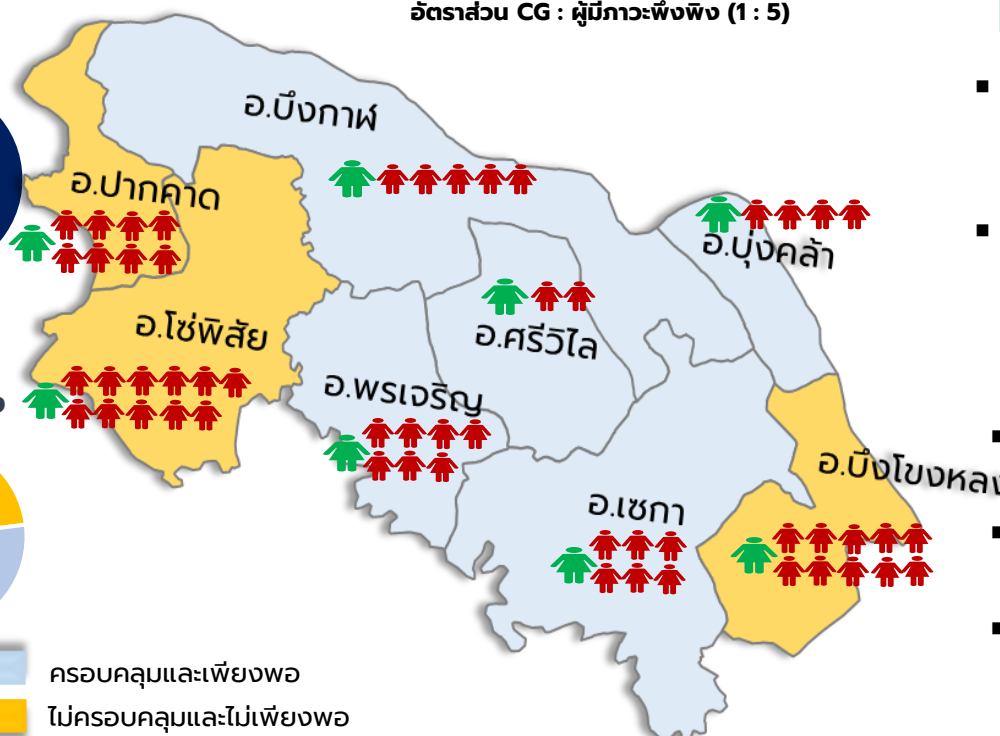 อัตราส่วน CG : ผู้มีภาวะพึ่งพิง (1 : 5)
อ.บึงกาฬ
อ.ปากคาด
อ.บุ่งคล้า
อ.โซ่พิสัย
อ.ศรีวิไล
อ.พรเจริญ
อ.บึงโขงหลง
อ.เซกา
ครอบคลุมและเพียงพอ
ไม่ครอบคลุมและไม่เพียงพอ